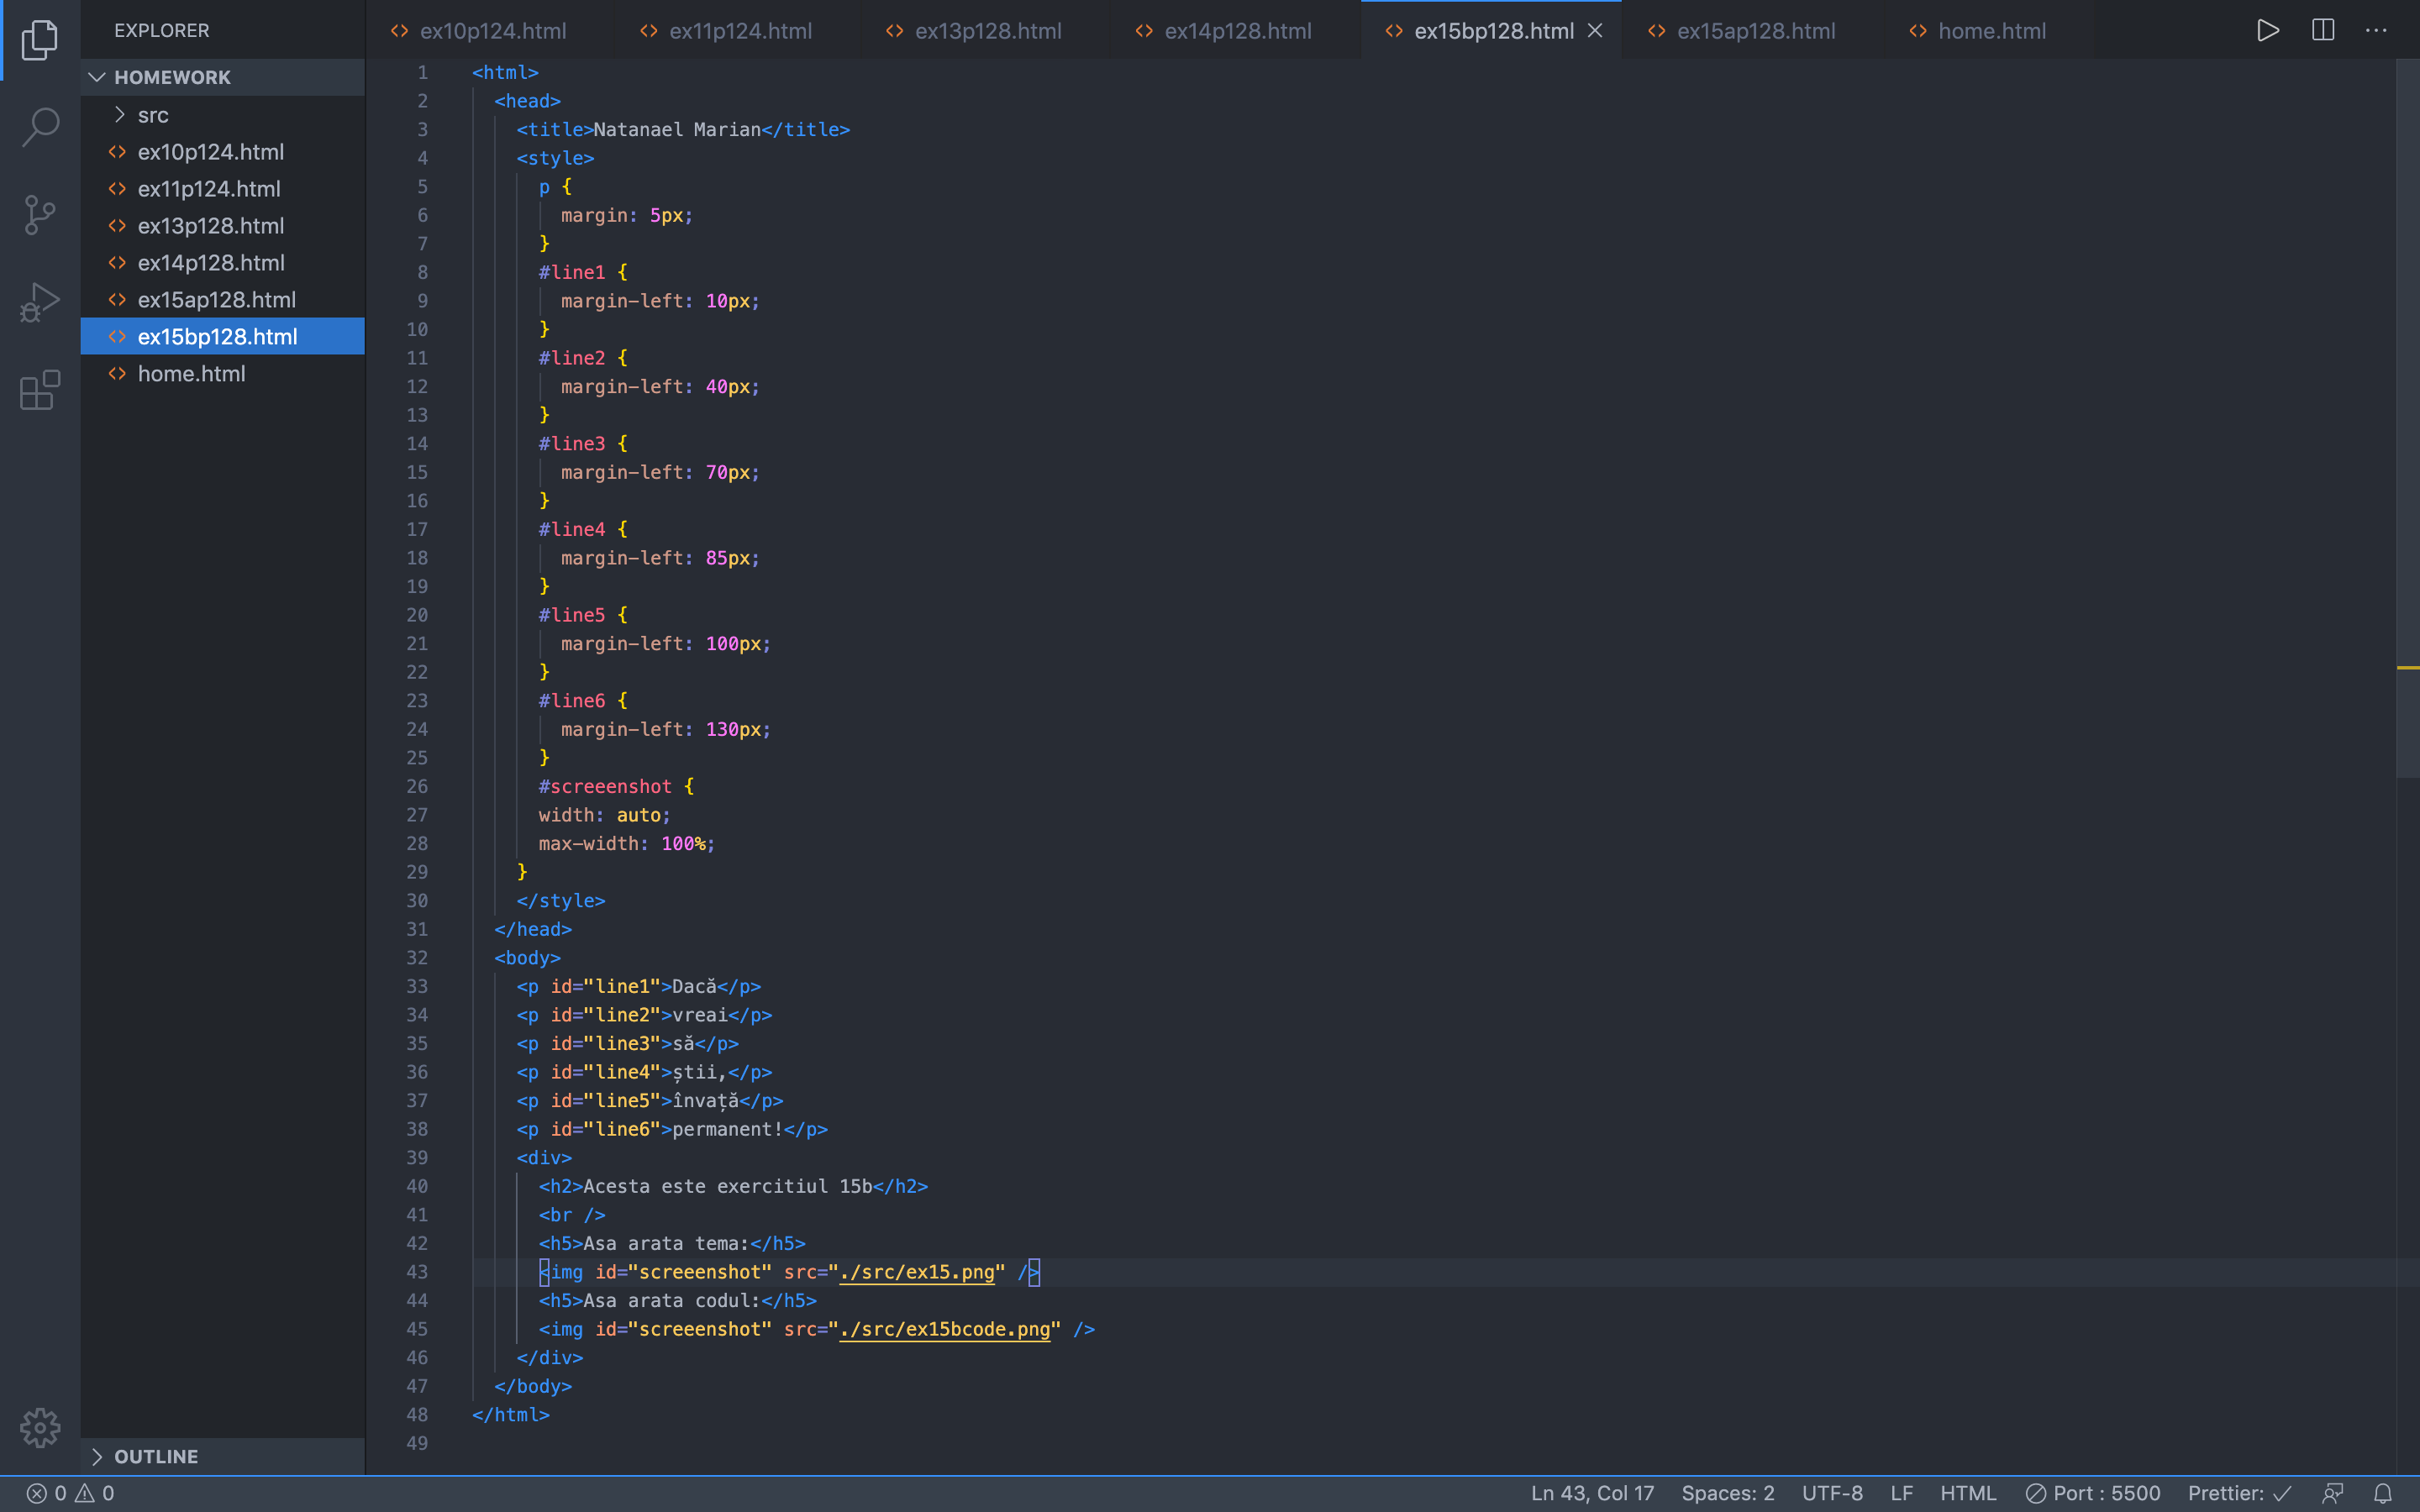 EXPLORER
HOMEWORK
src
ex10p124.html
ex11p124.html
ex13p128.html
ex14p128.html
ex15ap128.html
ex15bp128.html
home.html
OUTLINE
ex10p124.html ex11p124.html ex13p128.html ex14p128.html ex15bp128.html ex15ap128.html home.html
1 <html>
2 <head>
3 <title>Natanael Marian</title>
4 <style>
5 p {
6 margin: 5px;
7 }
8 #line1 {
9 margin-left: 10px;
10 }
11 #line2 {
12 margin-left: 40px;
13 }
14 #line3 {
15 margin-left: 70px;
16 }
17 #line4 {
18 margin-left: 85px;
19 }
20 #line5 {
21 margin-left: 100px;
22 }
23 #line6 {
24 margin-left: 130px;
25 }
26 #screeenshot {
27 width: auto;
28 max-width: 100%;
29 }
30 </style>
31 </head>
32 <body>
33 <p id="line1">Dacă</p>
34 <p id="line2">vreai</p>
35 <p id="line3">să</p>
36 <p id="line4">știi,</p>
37 <p id="line5">învață</p>
38 <p id="line6">permanent!</p>
39 <div>
40 <h2>Acesta este exercitiul 15b</h2>
41 <br />
42 <h5>Asa arata tema:</h5>
43 <img id="screeenshot" src="./src/ex15.png" />
44 <h5>Asa arata codul:</h5>
45 <img id="screeenshot" src="./src/ex15bcode.png" />
46 </div>
47 </body>
48 </html>
49
0 0 Ln 43, Col 17 Spaces: 2 UTF-8 LF HTML Port : 5500 Prettier: ✓